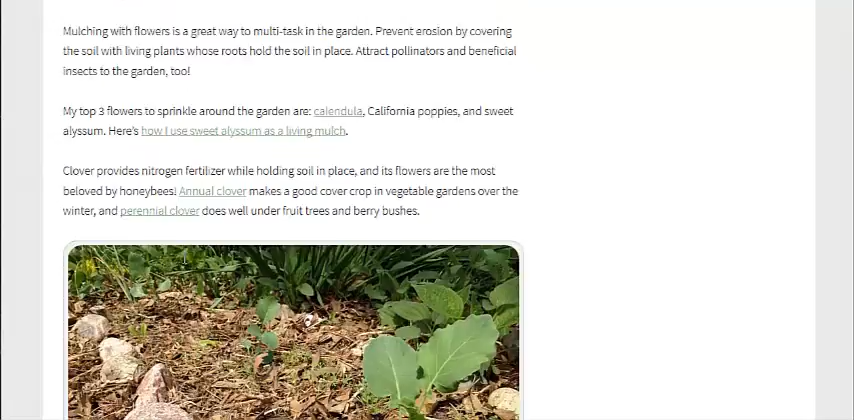 Mulching with flowers is a great way to multi-task in the garden. Prevent erosion by covering
the soil with living plants whose roots hold the soil in place. Attract pollinators and beneficial
insects to the garden, too!
My top 3 flowers to sprinkle around the garden are: calendula, California poppies, and sweet
alyssum. Here's how I use sweet alyssum as a living mulch.
Clover provides nitrogen fertilizer while holding soil in place, and its flowers are the most
beloved by honeybees! Annual clover makes a good cover crop in vegetable gardens over the
winter, and perennial clover does well under fruit trees and berry bushes.